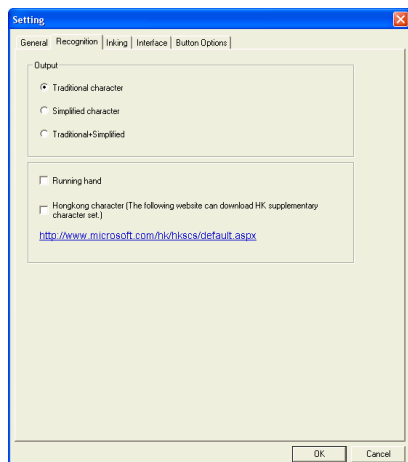 Setting
General Recognition Inking Interface Button Options
Output
Traditional character
Simplified character
Traditional+Simplified
Running hand
Hongkong character (The following website can download HK supplementary
character set.)
http://www.microsoft.com/hk/hkscs/default.aspx
OK Cancel